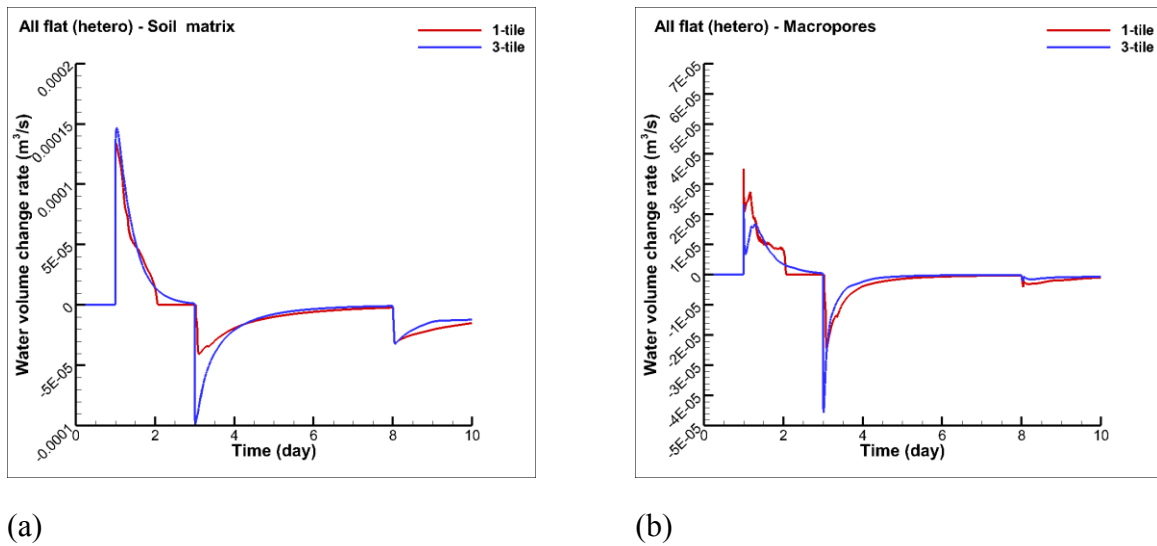 All flat (hetero) - Soil matrix
1-tile
3-tile
0.0002
0.00015
0.0001
5E-05
0
-5E-05
-0.0001
Water volume change rate (m³/s)
0 2 4 6 8 10
Time (day)
All flat (hetero) - Macropores
1-tile
3-tile
7E-05
6E-05
5E-05
4E-05
3E-05
2E-05
1E-05
0
-1E-05
-2E-05
-3E-05
-4E-05
-5E-05
Water volume change rate (m³/s)
0 2 4 6 8 10
Time (day)
(a)
(b)